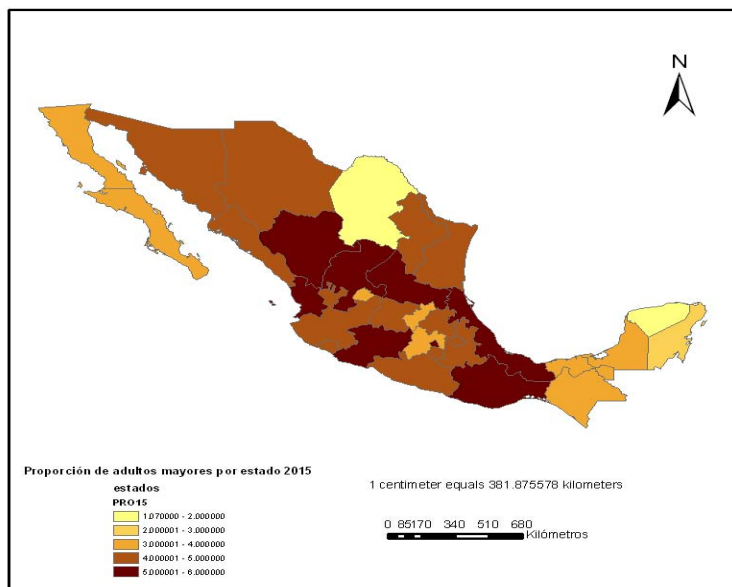 N
Proporción de adultos mayores por estado 2015
estados
PRO15
1.070000 - 2.000000
2.000001 - 3.000000
3.000001 - 4.000000
4.000001 - 5.000000
5.000001 - 6.000000
1 centimeter equals 381.875578 kilometers
0 85170 340 510 680
Kilómetros